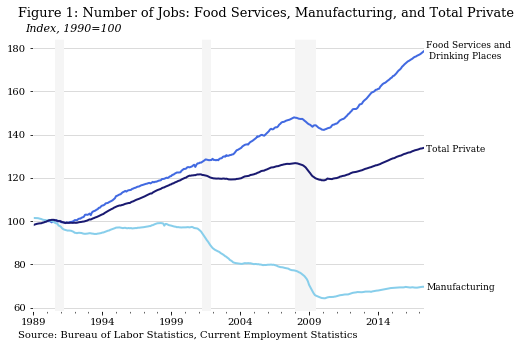 Figure 1: Number of Jobs: Food Services, Manufacturing, and Total Private
Index, 1990=100
180
160
140
120
100
80
60
Food Services and
Drinking Places
Total Private
Manufacturing
1989
1994
1999
2004
2009
2014
Source: Bureau of Labor Statistics, Current Employment Statistics